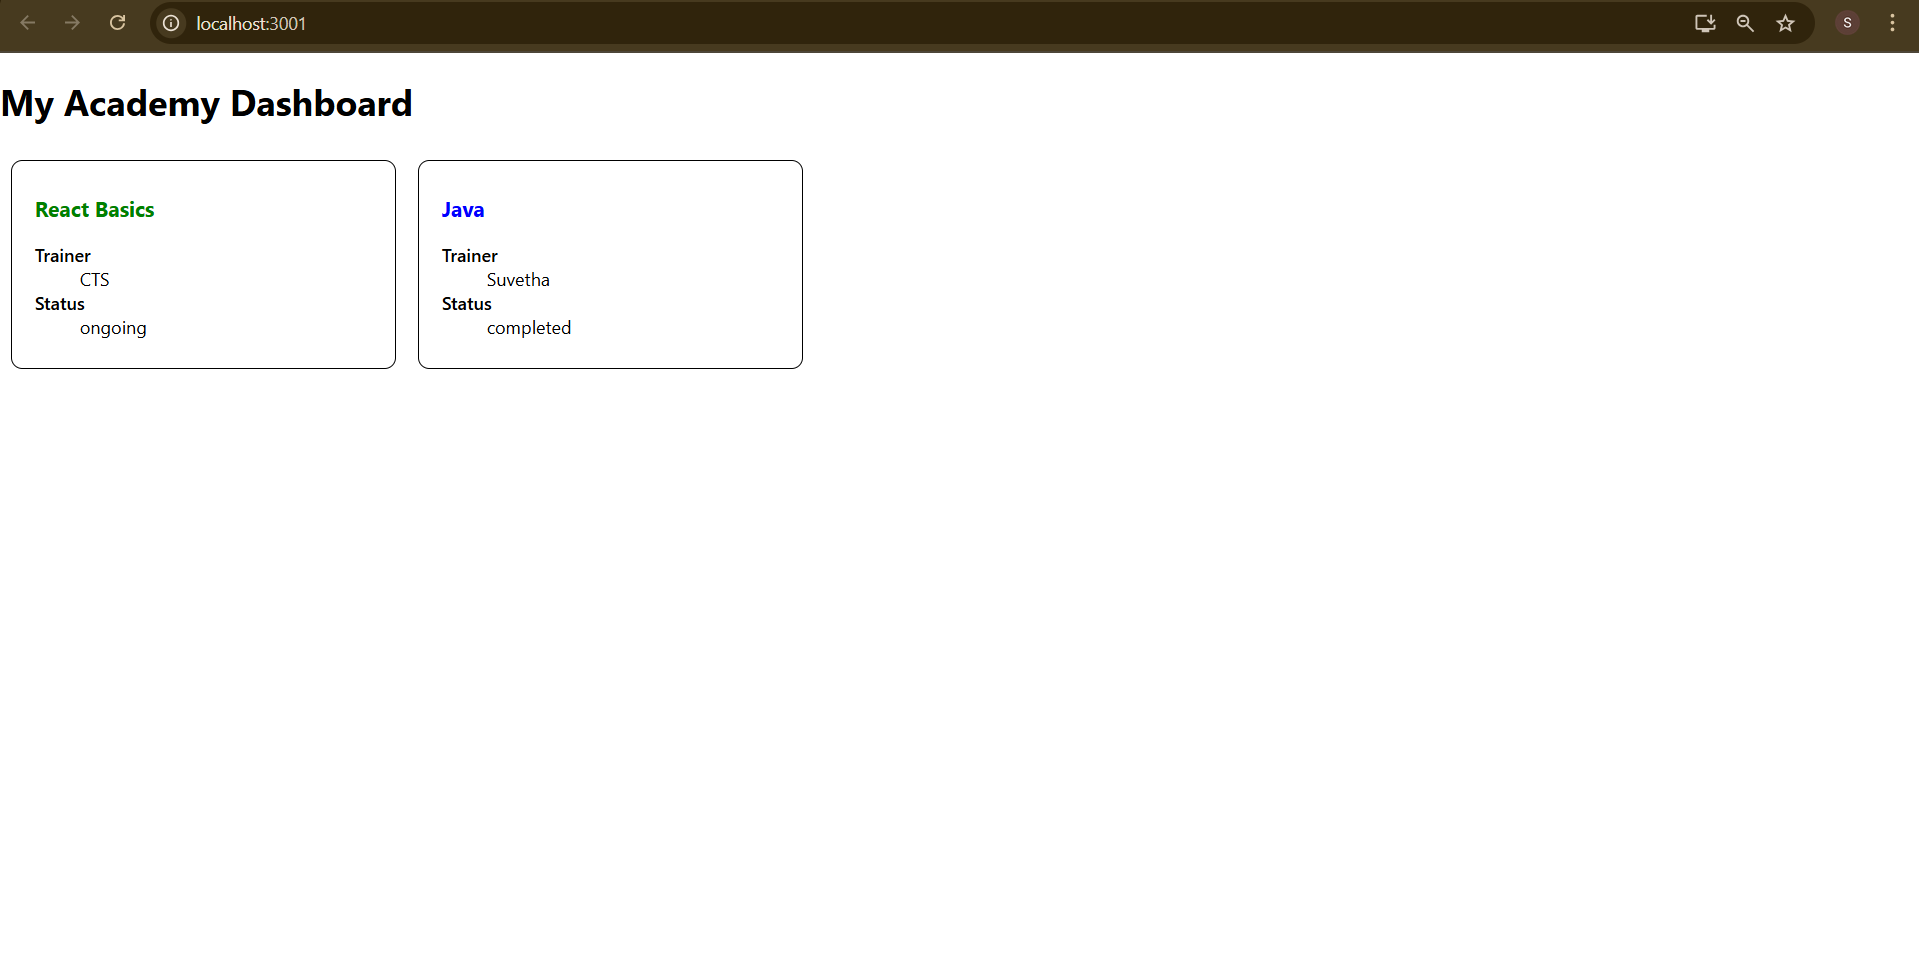 localhost:3001
S
My Academy Dashboard
React Basics
Trainer
CTS
Status
ongoing
Java
Trainer
Suvetha
Status
completed